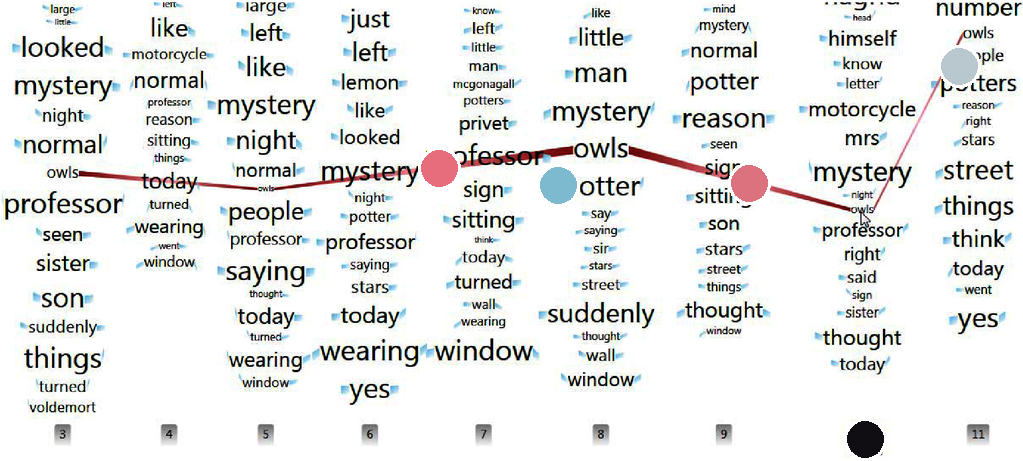 large
little
looked
mystery
night
normal
owls
professor
seen
sister
son
suddenly
things
turned
voldemort
3
left
like
motorcycle
normal
professor
reason
sitting
things
today
turned
wearing
went
window
4
large
left
like
mystery
night
normal
owls
people
professor
saying
thought
today
turned
wearing
window
5
just
left
lemon
like
looked
mystery
night
potter
professor
saying
stars
today
wearing
yes
6
know
left
little
man
mcgonagall
potters
privet
ofessor
sign
sitting
think
today
turned
wall
wearing
window
7
like
little
man
mystery
owls
otter
say
saying
sir
stars
street
suddenly
thought
wall
window
8
mind
mystery
normal
potter
reason
seen
son
stars
street
things
thought
window
9
head
himself
know
letter
motorcycle
mrs
mystery
night
owls
professor
right
said
sign
sister
thought
today
number
owls
ople
potters
reason
right
stars
street
things
think
today
went
yes
11